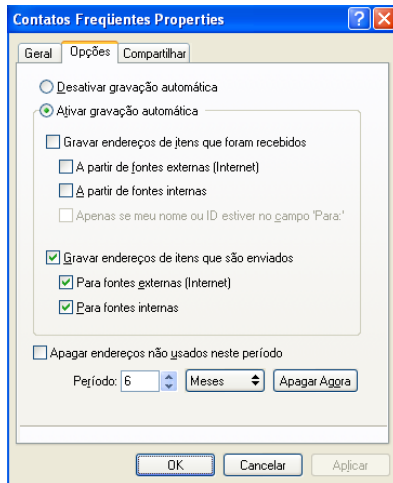 Contatos Freqüentes Properties
Geral Opções Compartilhar
Desativar gravação automática
Ativar gravação automática
Gravar endereços de itens que foram recebidos
A partir de fontes externas (Internet)
A partir de fontes internas
Apenas se meu nome ou ID estiver no campo 'Para:'
Gravar endereços de itens que são enviados
Para fontes externas (Internet)
Para fontes internas
Apagar endereços não usados neste período
Período: 6 Meses Apagar Agora
OK Cancelar Aplicar